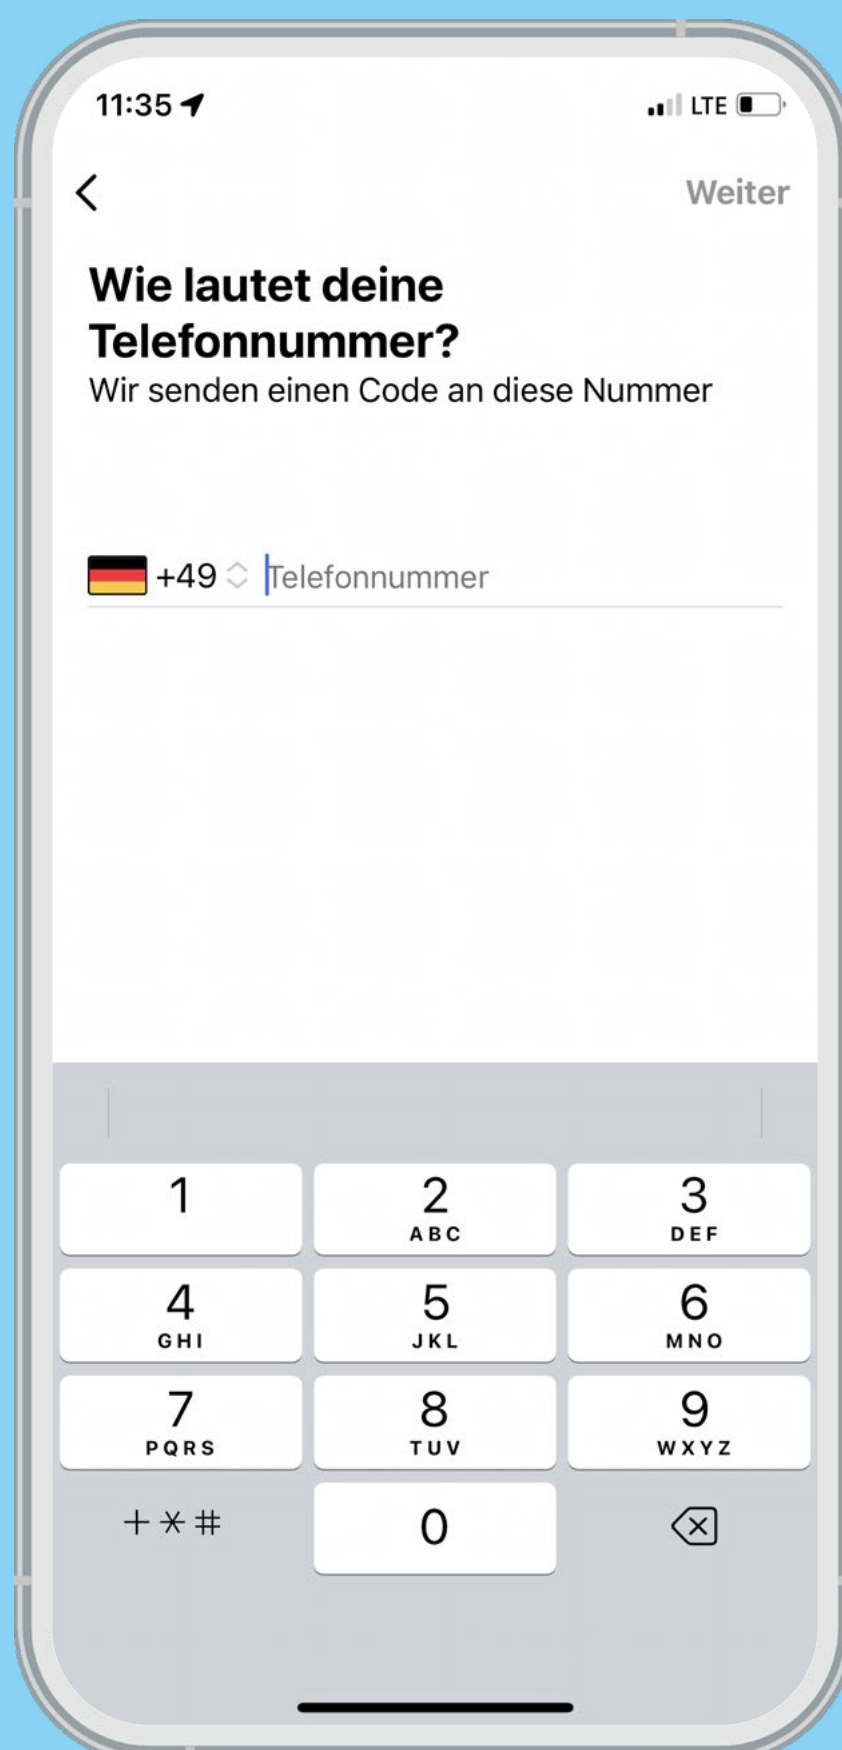 11:35 LTE
Weiter
Wie lautet deine
Telefonnummer?
Wir senden einen Code an diese Nummer
+49 Telefonnummer
1 2 3
ABC DEF
4 5 6
GHI JKL MNO
7 8 9
PQRS TUV WXYZ
+*# 0